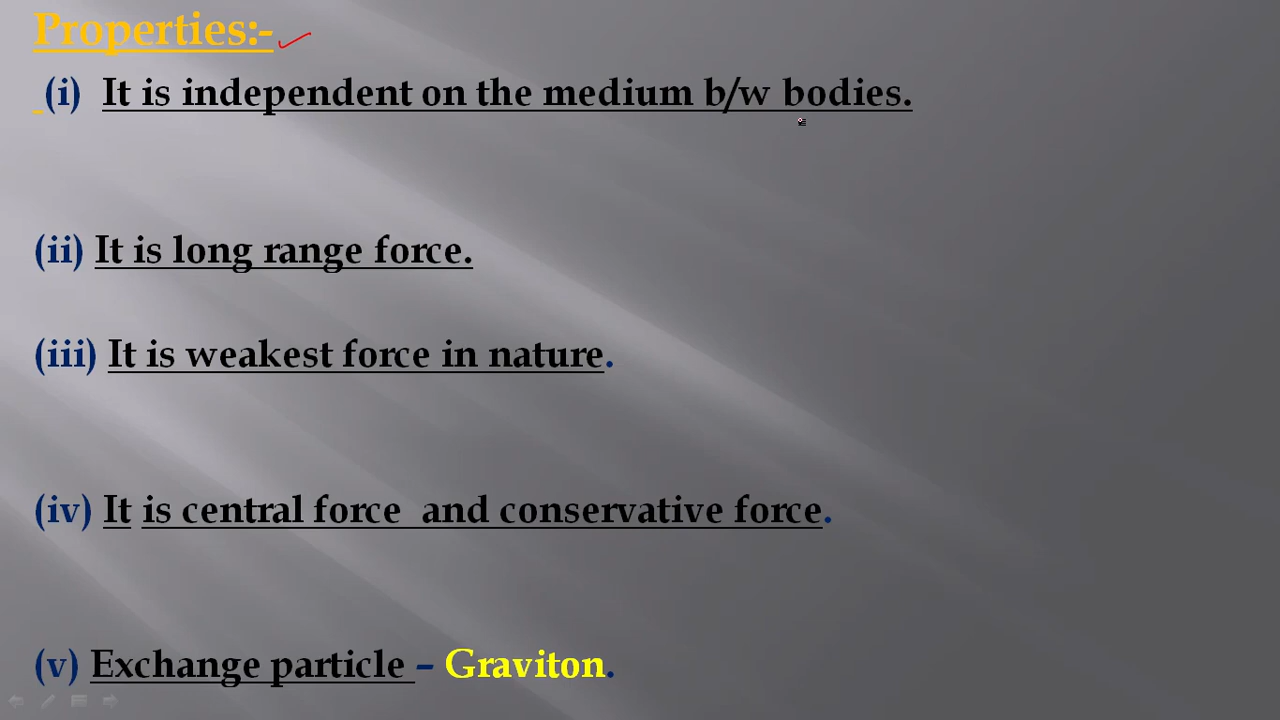 Properties:-
(i) It is independent on the medium b/w bodies.
(ii) It is long range force.
(iii) It is weakest force in nature.
(iv) It is central force and conservative force.
(v) Exchange particle – Graviton.